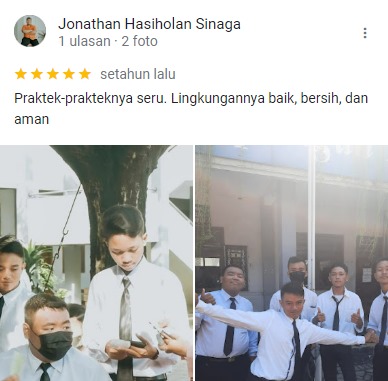 Jonathan Hasiholan Sinaga
1 ulasan · 2 foto
setahun lalu
Praktek-prakteknya seru. Lingkungannya baik, bersih, dan
aman